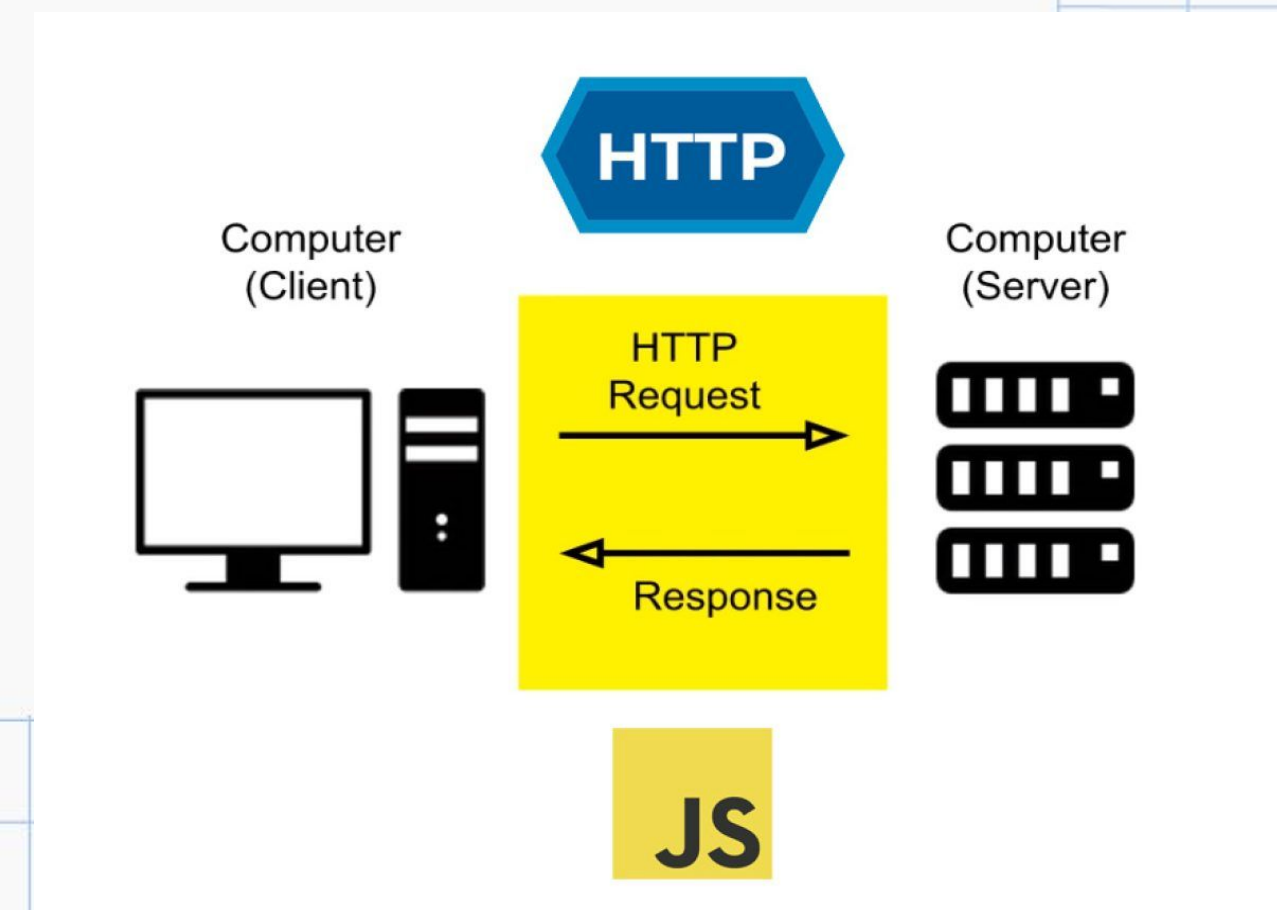 HTTP
Computer
(Client)
Computer
(Server)
HTTP
Request
Response
JS